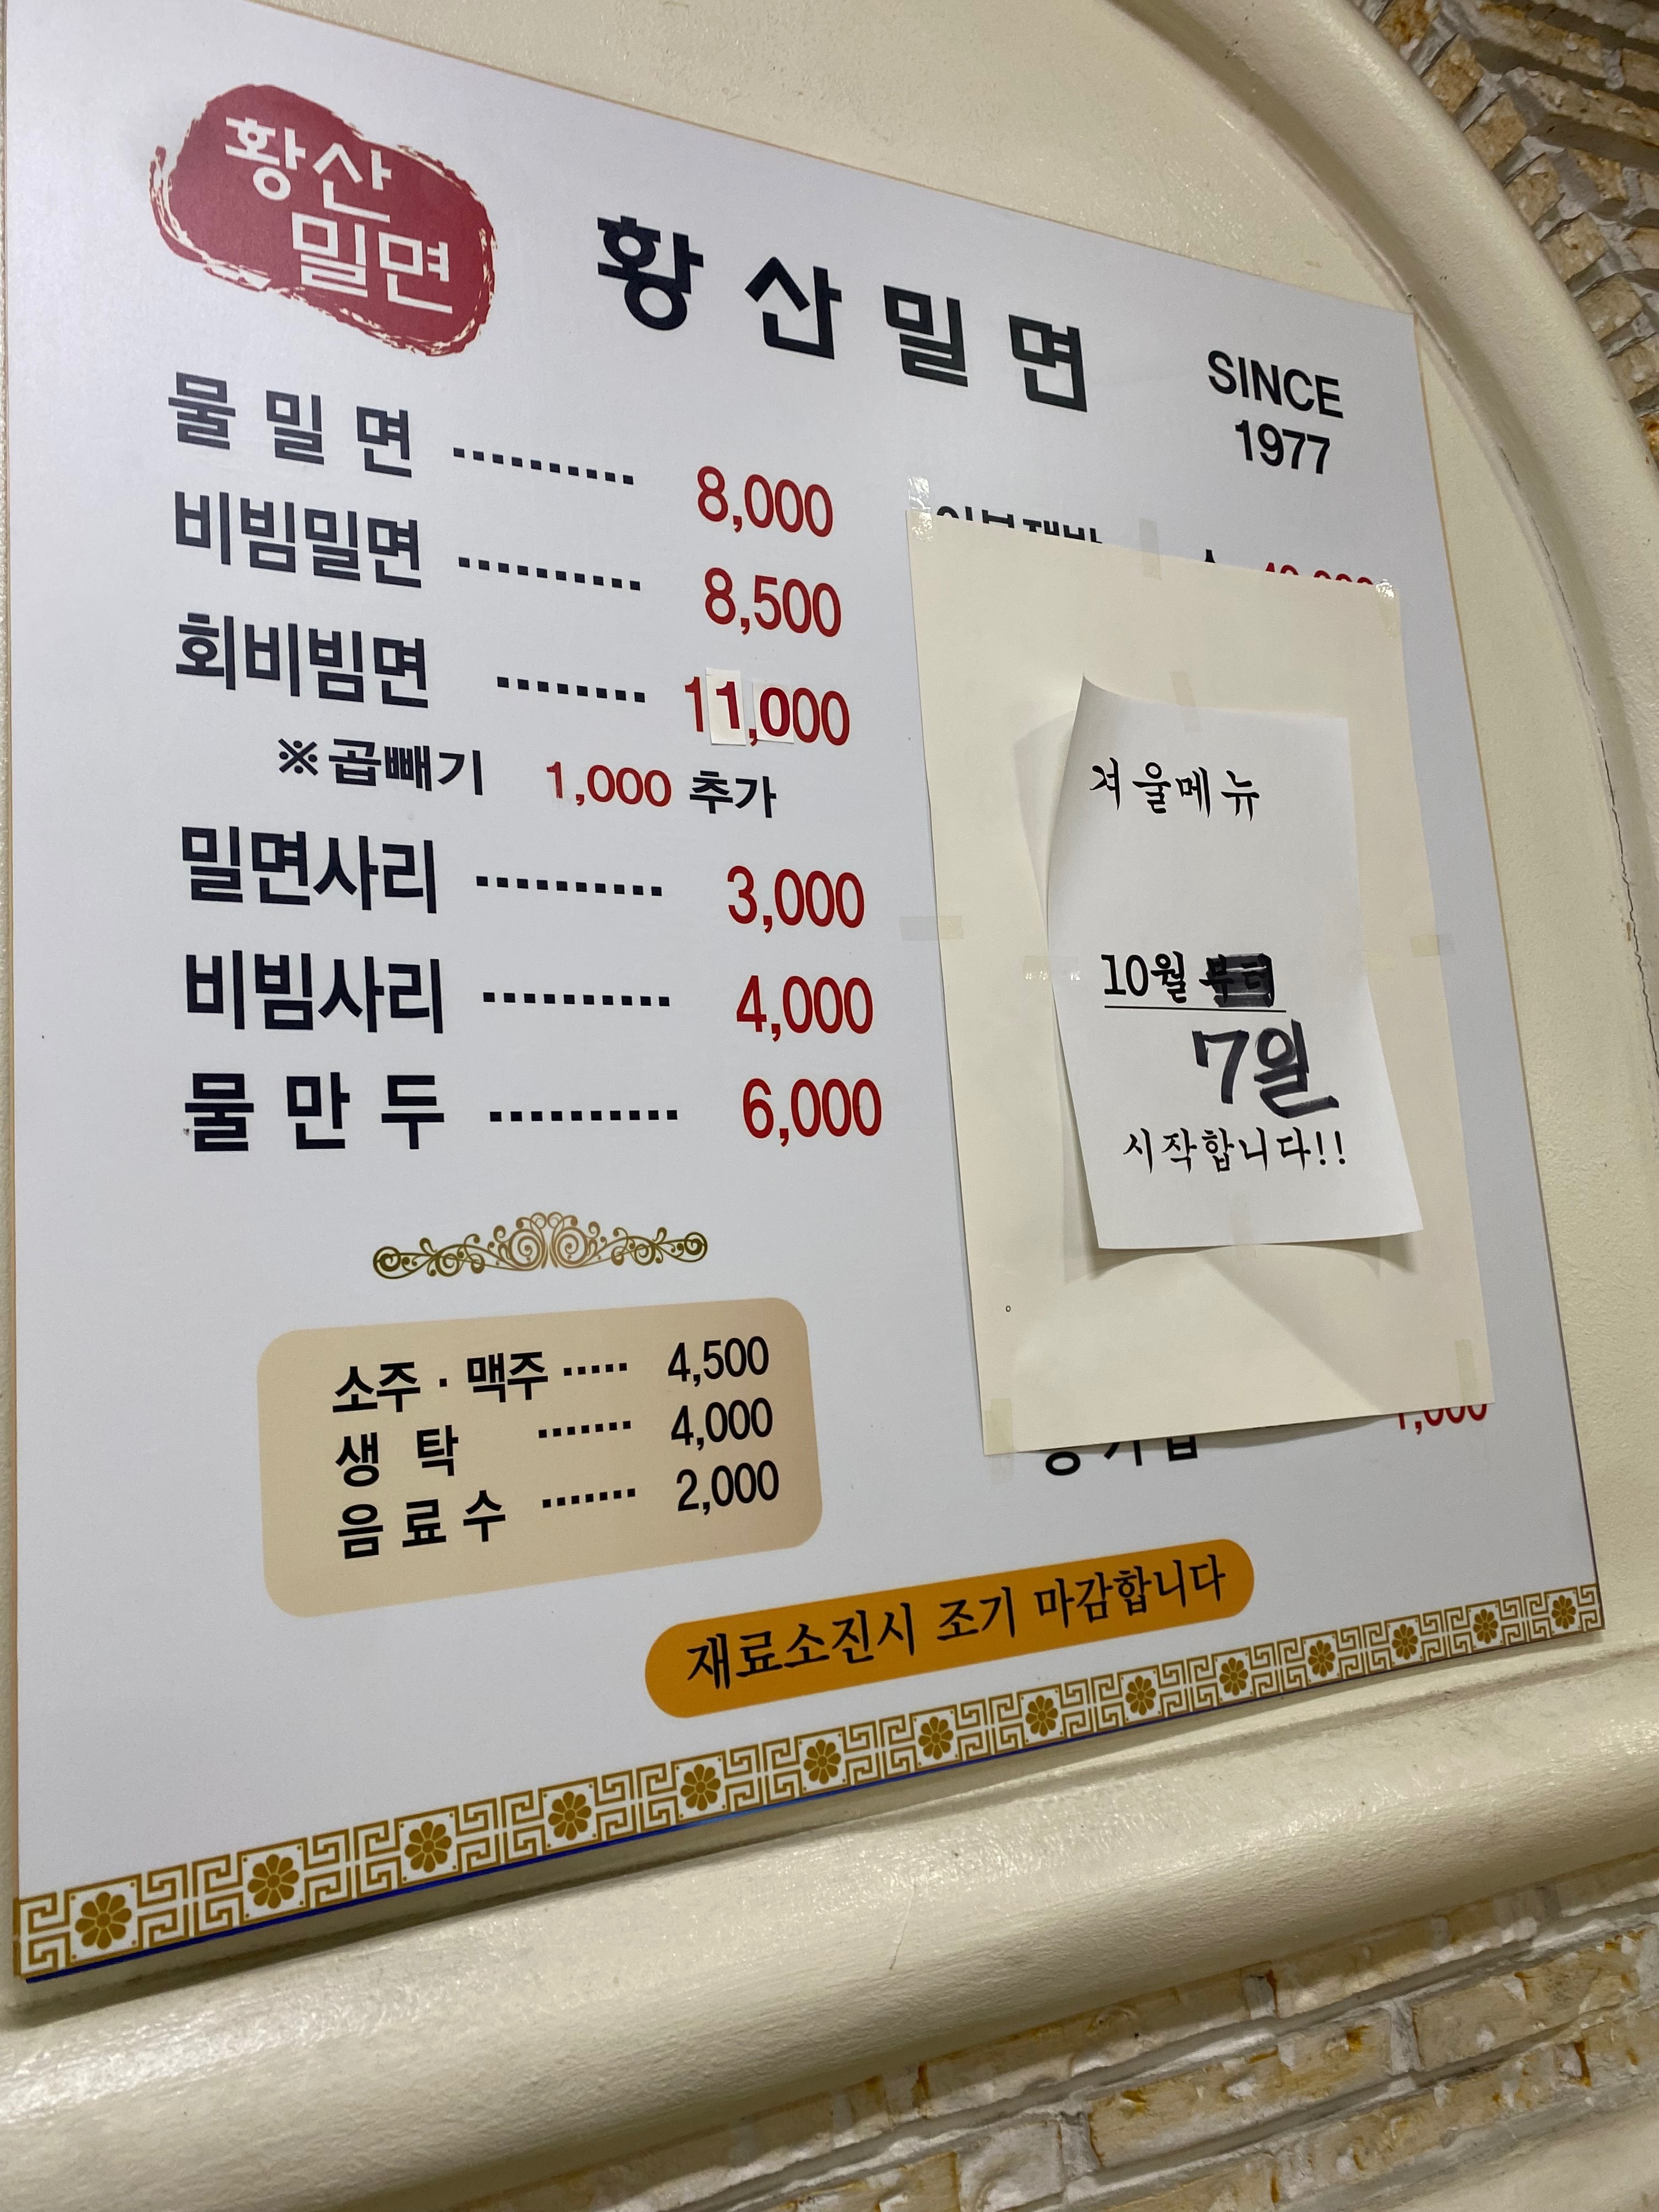 황산
밀면
황산밀면
SINCE
1977
물밀면 .......... 8,000
비빔밀면 .......... 8,500
회비빔면 ........ 11,000
※곱빼기 1,000 추가
밀면사리 .......... 3,000
비빔사리 .......... 4,000
물만두 .......... 6,000
소주·맥주 ..... 4,500
생탁 ....... 4,000
음료수 ....... 2,000
겨울메뉴
10월
7일
시작합니다!!
재료소진시 조기 마감합니다